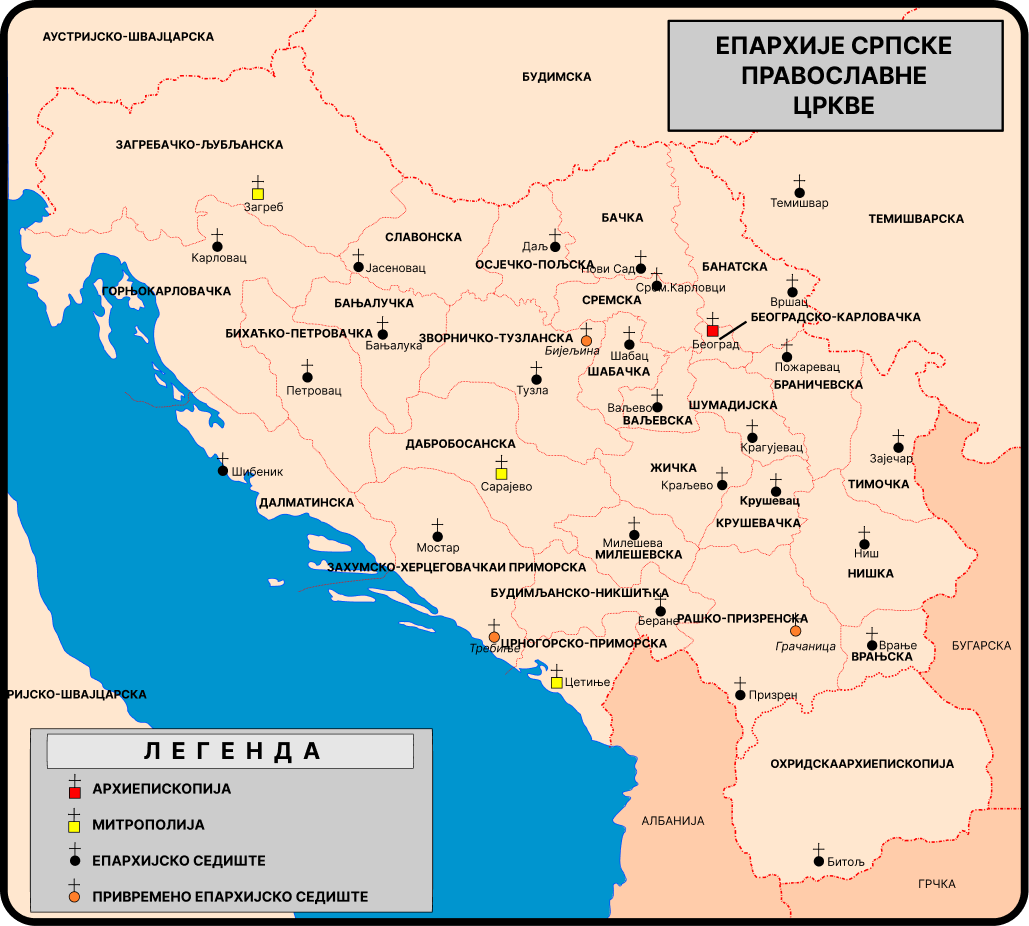 АУСТРИЈСКО-ШВАЈЦАРСКА
ЕПАРХИЈЕ СРПСКЕ
ПРАВОСЛАВНЕ
ЦРКВЕ
БУДИМСКА
ЗАГРЕБАЧКО-ЉУБЉАНСКА
Загреб
Темишвар
ТЕМИШВАРСКА
БАЧКА
СЛАВОНСКА
Даљ
Карловац
Јасеновац
ОСЈЕЧКО-ПОЉСКА
Нови Сад
БАНАТСКА
Срем.Карловци
ГОРЊОКАРЛОВАЧКА
БАЊАЛУЧКА
СРЕМСКА
Вршац
БЕОГРАДСКО-КАРЛОВАЧКА
БИХАЋКО-ПЕТРОВАЧКА
Бањалука
ЗВОРНИЧКО-ТУЗЛАНСКА
Бијељина
Шабац
Београд
ШАБАЧКА
Пожаревац
БРАНИЧЕВСКА
Петровац
Тузла
Ваљево
ВАЉЕВСКА
ШУМАДИЈСКА
Крагујевац
ДАБРОБОСАНСКА
Зајечар
Шибеник
Сарајево
ЖИЧКА
Краљево
ТИМОЧКА
ДАЛМАТИНСКА
Крушевац
КРУШЕВАЧКА
Мостар
Милешева
МИЛЕШЕВСКА
Ниш
НИШКА
ЗАХУМСКО-ХЕРЦЕГОВАЧКАИ ПРИМОРСКА
БУДИМЉАНСКО-НИКШИЋКА
Беране
РАШКО-ПРИЗРЕНСКА
Требиње
ЦРНОГОРСКО-ПРИМОРСКА
Грачаница
Врање
ВРАЊСКА
БУГАРСКА
Цетиње
Призрен
РИЈСКО-ШВАЈЦАРСКА
ОХРИДСКААРХИЕПИСКОПИЈА
АЛБАНИЈА
Битољ
ГРЧКА
ЛЕГЕНДА
АРХИЕПИСКОПИЈА
МИТРОПОЛИЈА
ЕПАРХИЈСКО СЕДИШТЕ
ПРИВРЕМЕНО ЕПАРХИЈСКО СЕДИШТЕ